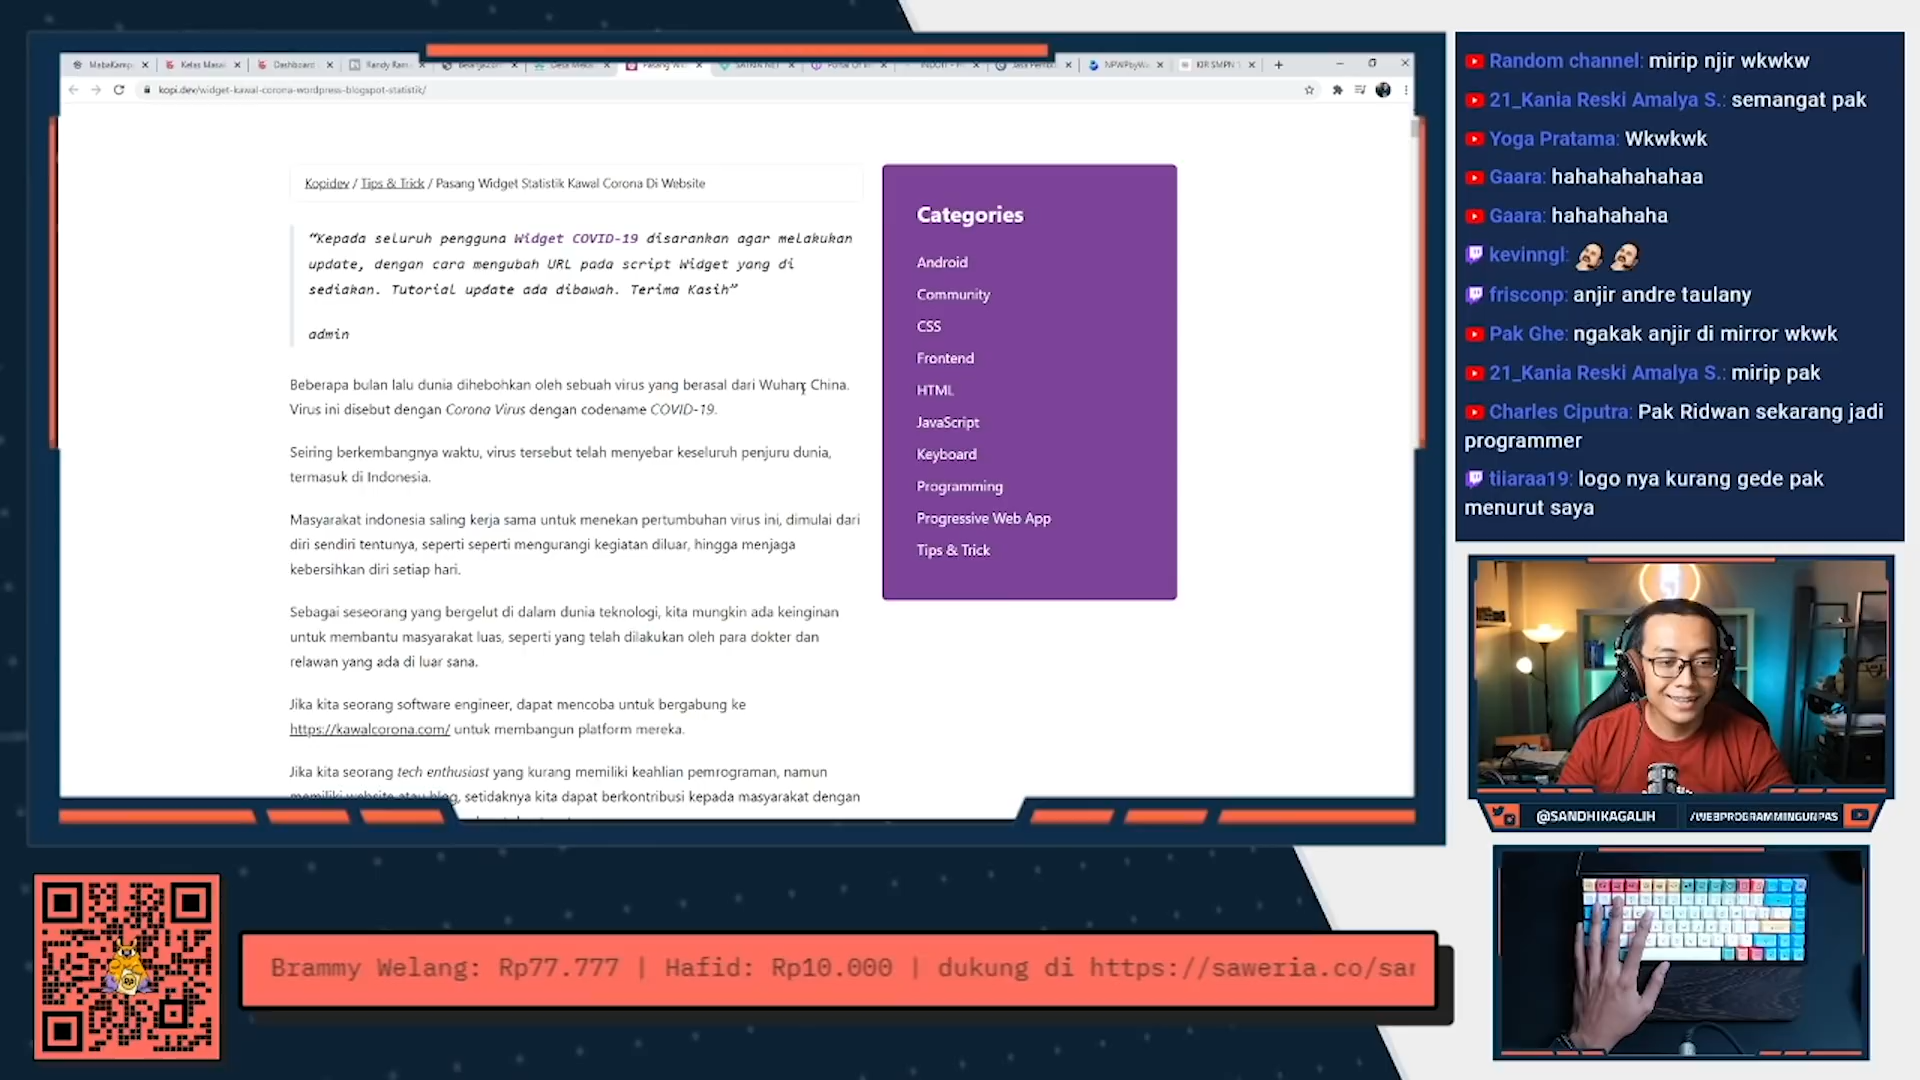 MabaKamp
Kelas Masal
Dashboard
kopi.dev/widget-kawal-corona-wordpress-blogspot-statistik/
Kopidev / Tips & Trick / Pasang Widget Statistik Kawal Corona Di Website
“Kepada seluruh pengguna Widget COVID-19 disarankan agar melakukan
update, dengan cara mengubah URL pada script Widget yang di
sediakan. Tutorial update ada dibawah. Terima Kasih”
admin
Beberapa bulan lalu dunia dihebohkan oleh sebuah virus yang berasal dari Wuhan, China.
Virus ini disebut dengan Corona Virus dengan codename COVID-19.
Seiring berkembangnya waktu, virus tersebut telah menyebar keseluruh penjuru dunia,
termasuk di Indonesia.
Masyarakat indonesia saling kerja sama untuk menekan pertumbuhan virus ini, dimulai dari
diri sendiri tentunya, seperti seperti mengurangi kegiatan diluar, hingga menjaga
kebersihkan diri setiap hari.
Sebagai seseorang yang bergelut di dalam dunia teknologi, kita mungkin ada keinginan
untuk membantu masyarakat luas, seperti yang telah dilakukan oleh para dokter dan
relawan yang ada di luar sana.
Jika kita seorang software engineer, dapat mencoba untuk bergabung ke
https://kawalcorona.com/ untuk membangun platform mereka.
Jika kita seorang tech enthusiast yang kurang memiliki keahlian pemrograman, namun
memiliki website atau blog, setidaknya kita dapat berkontribusi kepada masyarakat dengan
Categories
Android
Community
CSS
Frontend
HTML
JavaScript
Keyboard
Programming
Progressive Web App
Tips & Trick
Random channel: mirip njir wkwkw
21_Kania Reski Amalya S.: semangat pak
Yoga Pratama: Wkwkwk
Gaara: hahahahahahaa
Gaara: hahahahaha
kevinngl:
frisconp: anjir andre taulany
Pak Ghe: ngakak anjir di mirror wkwk
21_Kania Reski Amalya S.: mirip pak
Charles Ciputra: Pak Ridwan sekarang jadi
programmer
tiiaraa19: logo nya kurang gede pak
menurut saya
@SANDHIKAGALIH
/WEBPROGRAMMINGUNPAS
Brammy Welang: Rp77.777 | Hafid: Rp10.000 | dukung di https://saweria.co/san